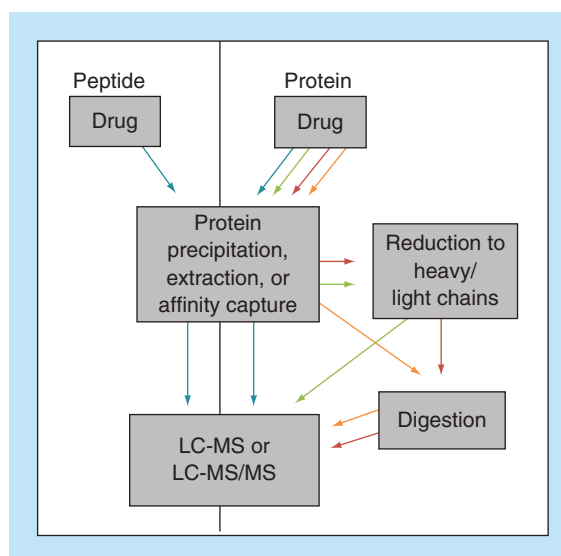 Peptide
Protein
Drug
Drug
Protein
precipitation,
extraction, or
affinity capture
Reduction to
heavy/
light chains
Digestion
LC-MS or
LC-MS/MS